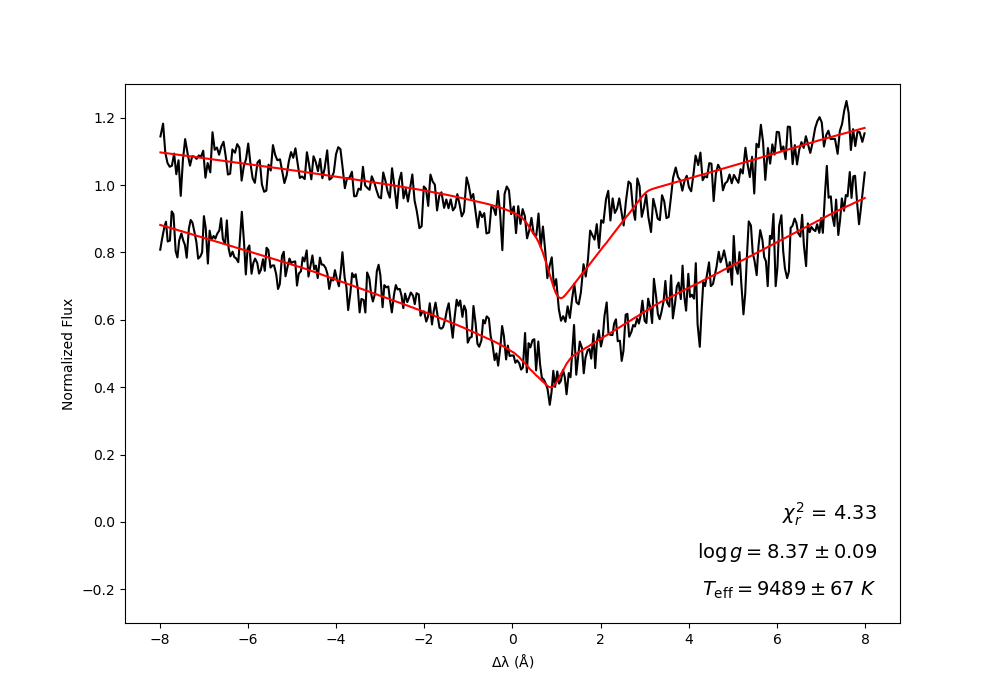 1.2
1.0
0.8
0.6
0.4
0.2
0.0
−0.2
Normalized Flux
χ²ᵣ = 4.33
log g = 8.37 ± 0.09
T_eff = 9489 ± 67 K
−8 −6 −4 −2 0 2 4 6 8
Δλ (Å)